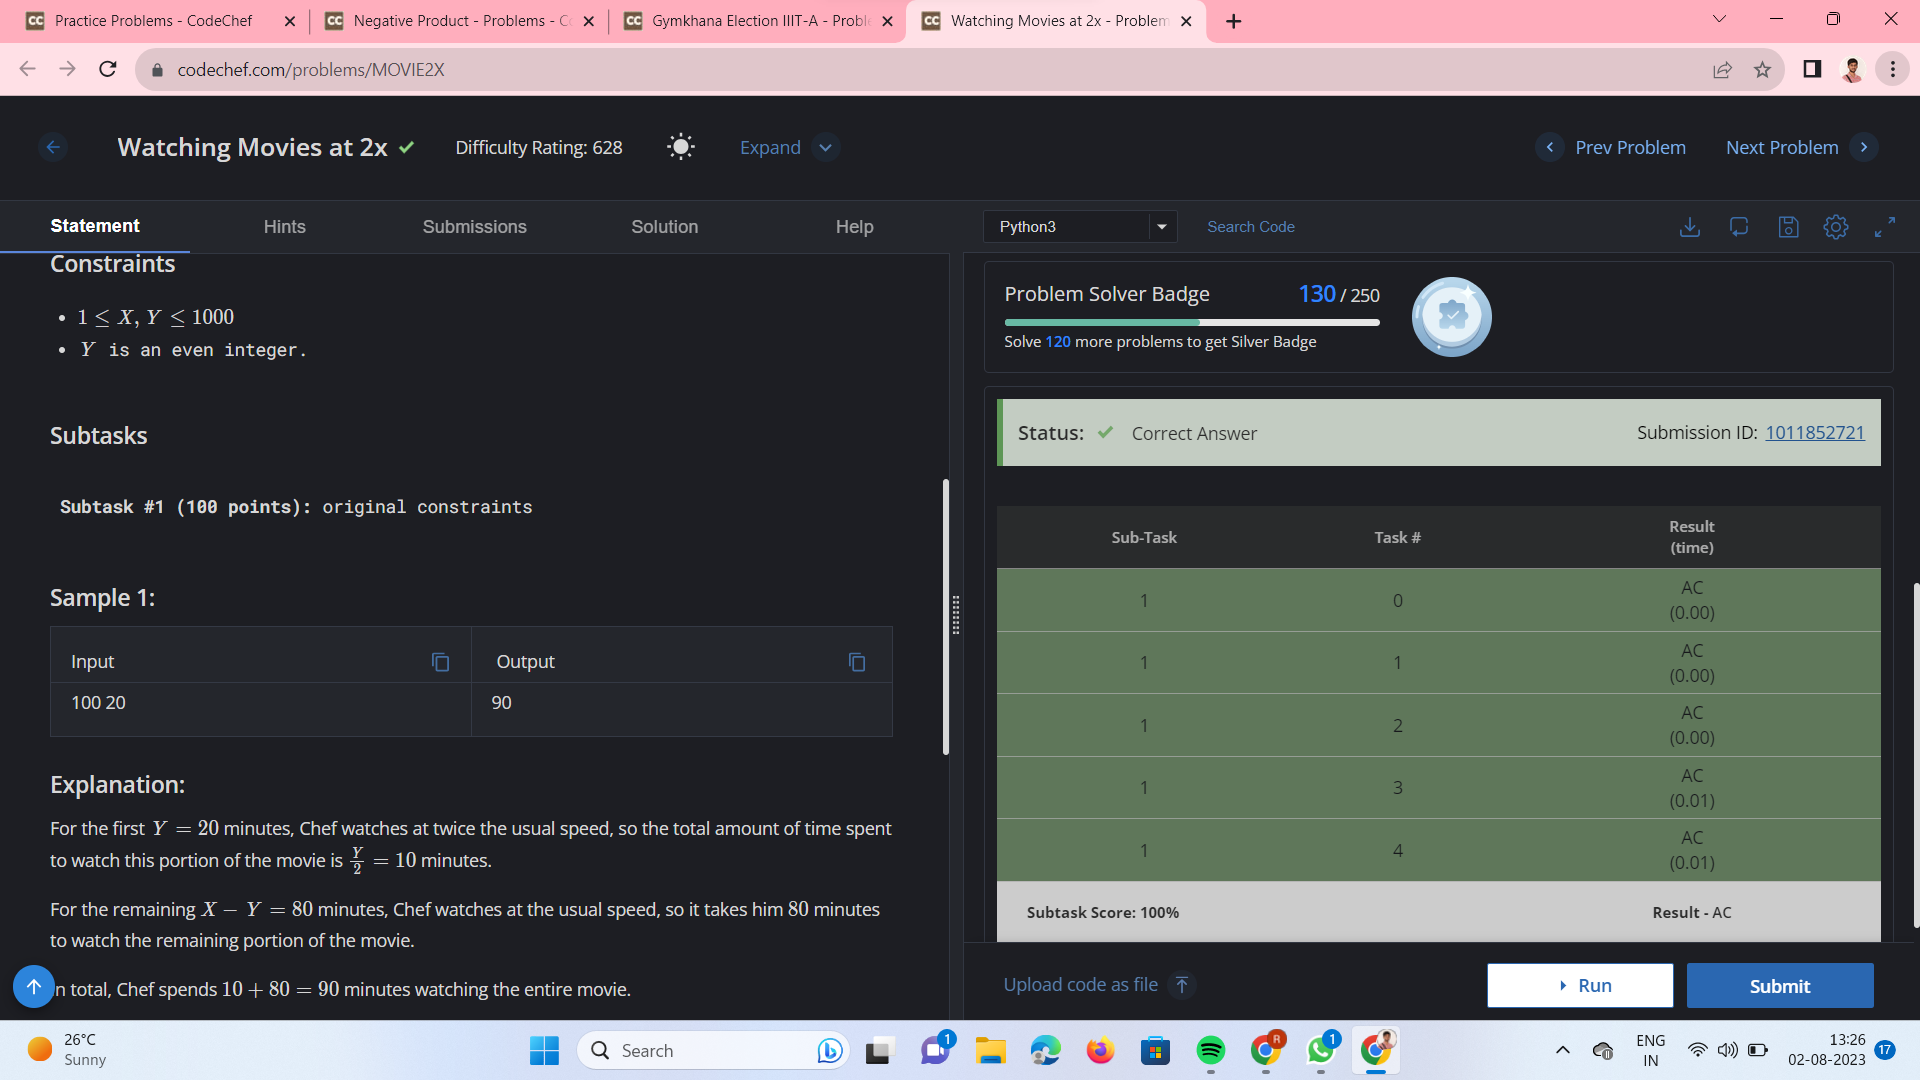 Practice Problems - CodeChef
Negative Product - Problems - C
Gymkhana Election IIIT-A - Proble
Watching Movies at 2x - Problem
codechef.com/problems/MOVIE2X
Watching Movies at 2x
Difficulty Rating: 628
Expand
Prev Problem
Next Problem
Statement
Hints
Submissions
Solution
Help
Constraints
• 1 ≤ X, Y ≤ 1000
• Y is an even integer.
Subtasks
Subtask #1 (100 points): original constraints
Sample 1:
Input
Output
100 20
90
Explanation:
For the first Y = 20 minutes, Chef watches at twice the usual speed, so the total amount of time spent
to watch this portion of the movie is Y/2 = 10 minutes.
For the remaining X − Y = 80 minutes, Chef watches at the usual speed, so it takes him 80 minutes
to watch the remaining portion of the movie.
n total, Chef spends 10 + 80 = 90 minutes watching the entire movie.
Python3
Search Code
Problem Solver Badge
130 / 250
Solve 120 more problems to get Silver Badge
Status: Correct Answer
Submission ID: 1011852721
Sub-Task Task # Result
(time)
1 0 AC
(0.00)
1 1 AC
(0.00)
1 2 AC
(0.00)
1 3 AC
(0.01)
1 4 AC
(0.01)
Subtask Score: 100% Result - AC
Upload code as file
Run
Submit
26°C
Sunny
Search
1
R
1
ENG
IN
13:26
02-08-2023
17